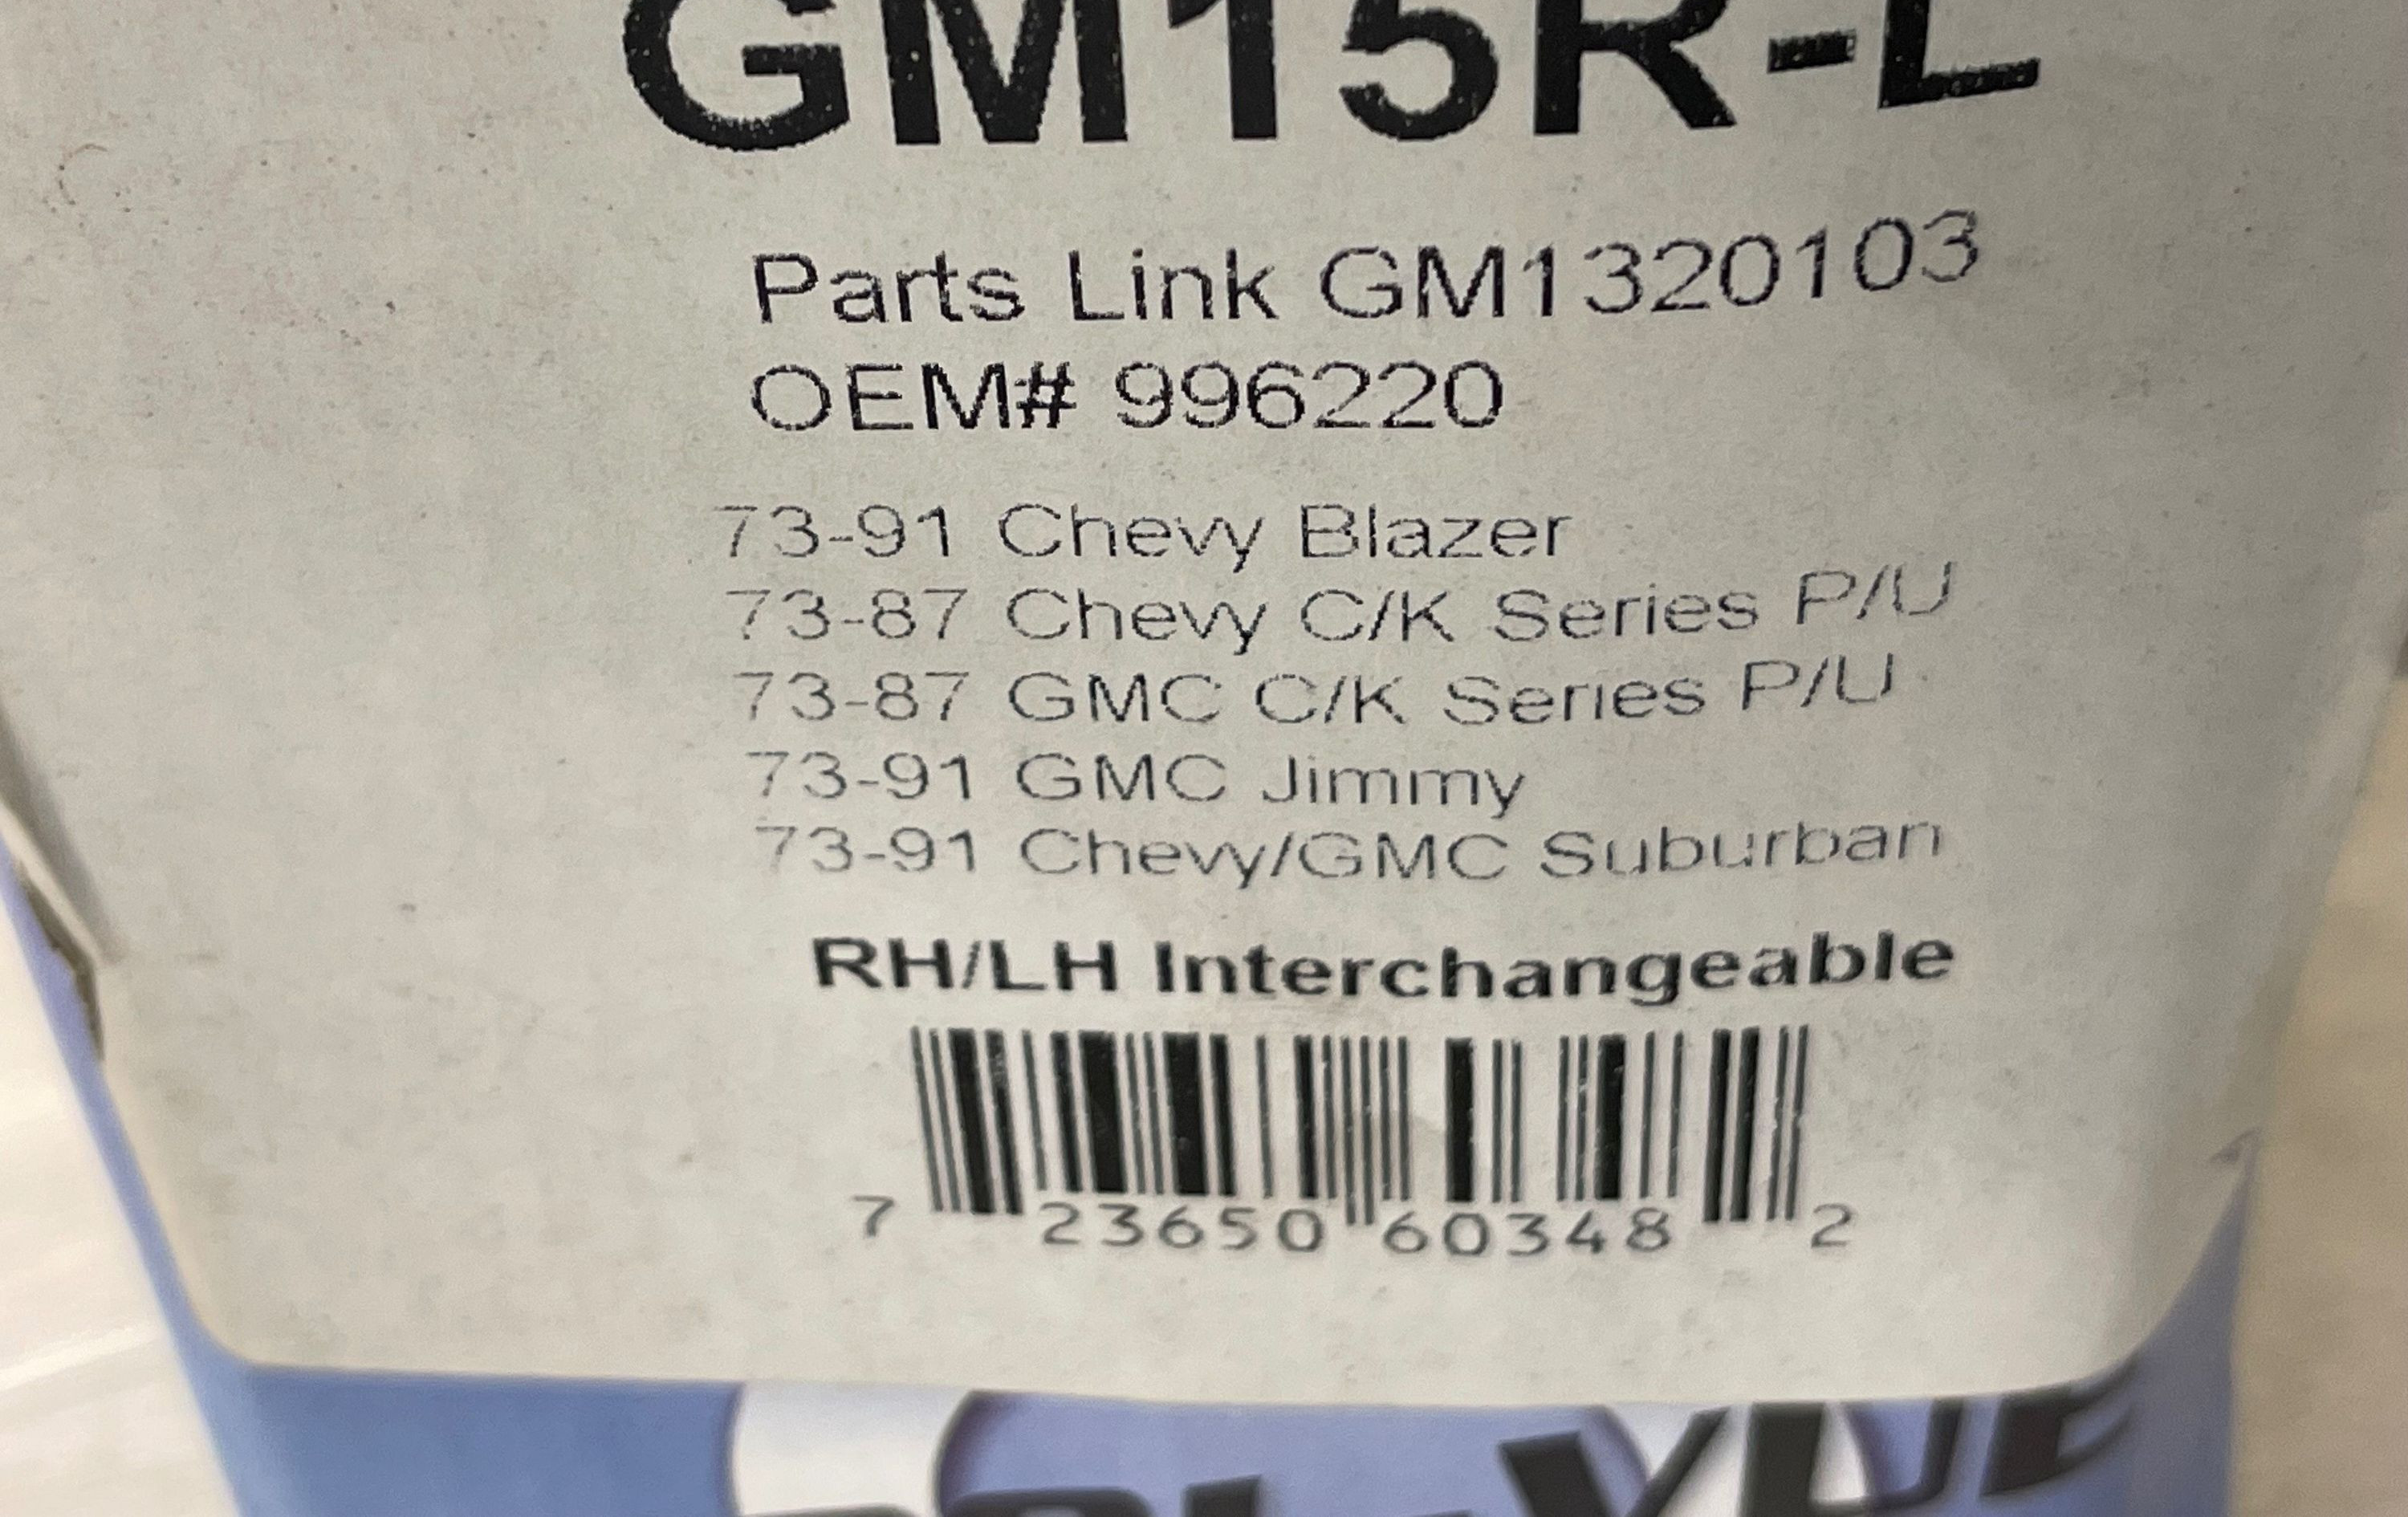 GM15R-L
Parts Link GM1320103
OEM# 996220
73-91 Chevy Blazer
73-87 Chevy C/K Series P/U
73-87 GMC C/K Series P/U
73-91 GMC Jimmy
73-91 Chevy/GMC Suburban
RH/LH Interchangeable
7 23650 60348 2